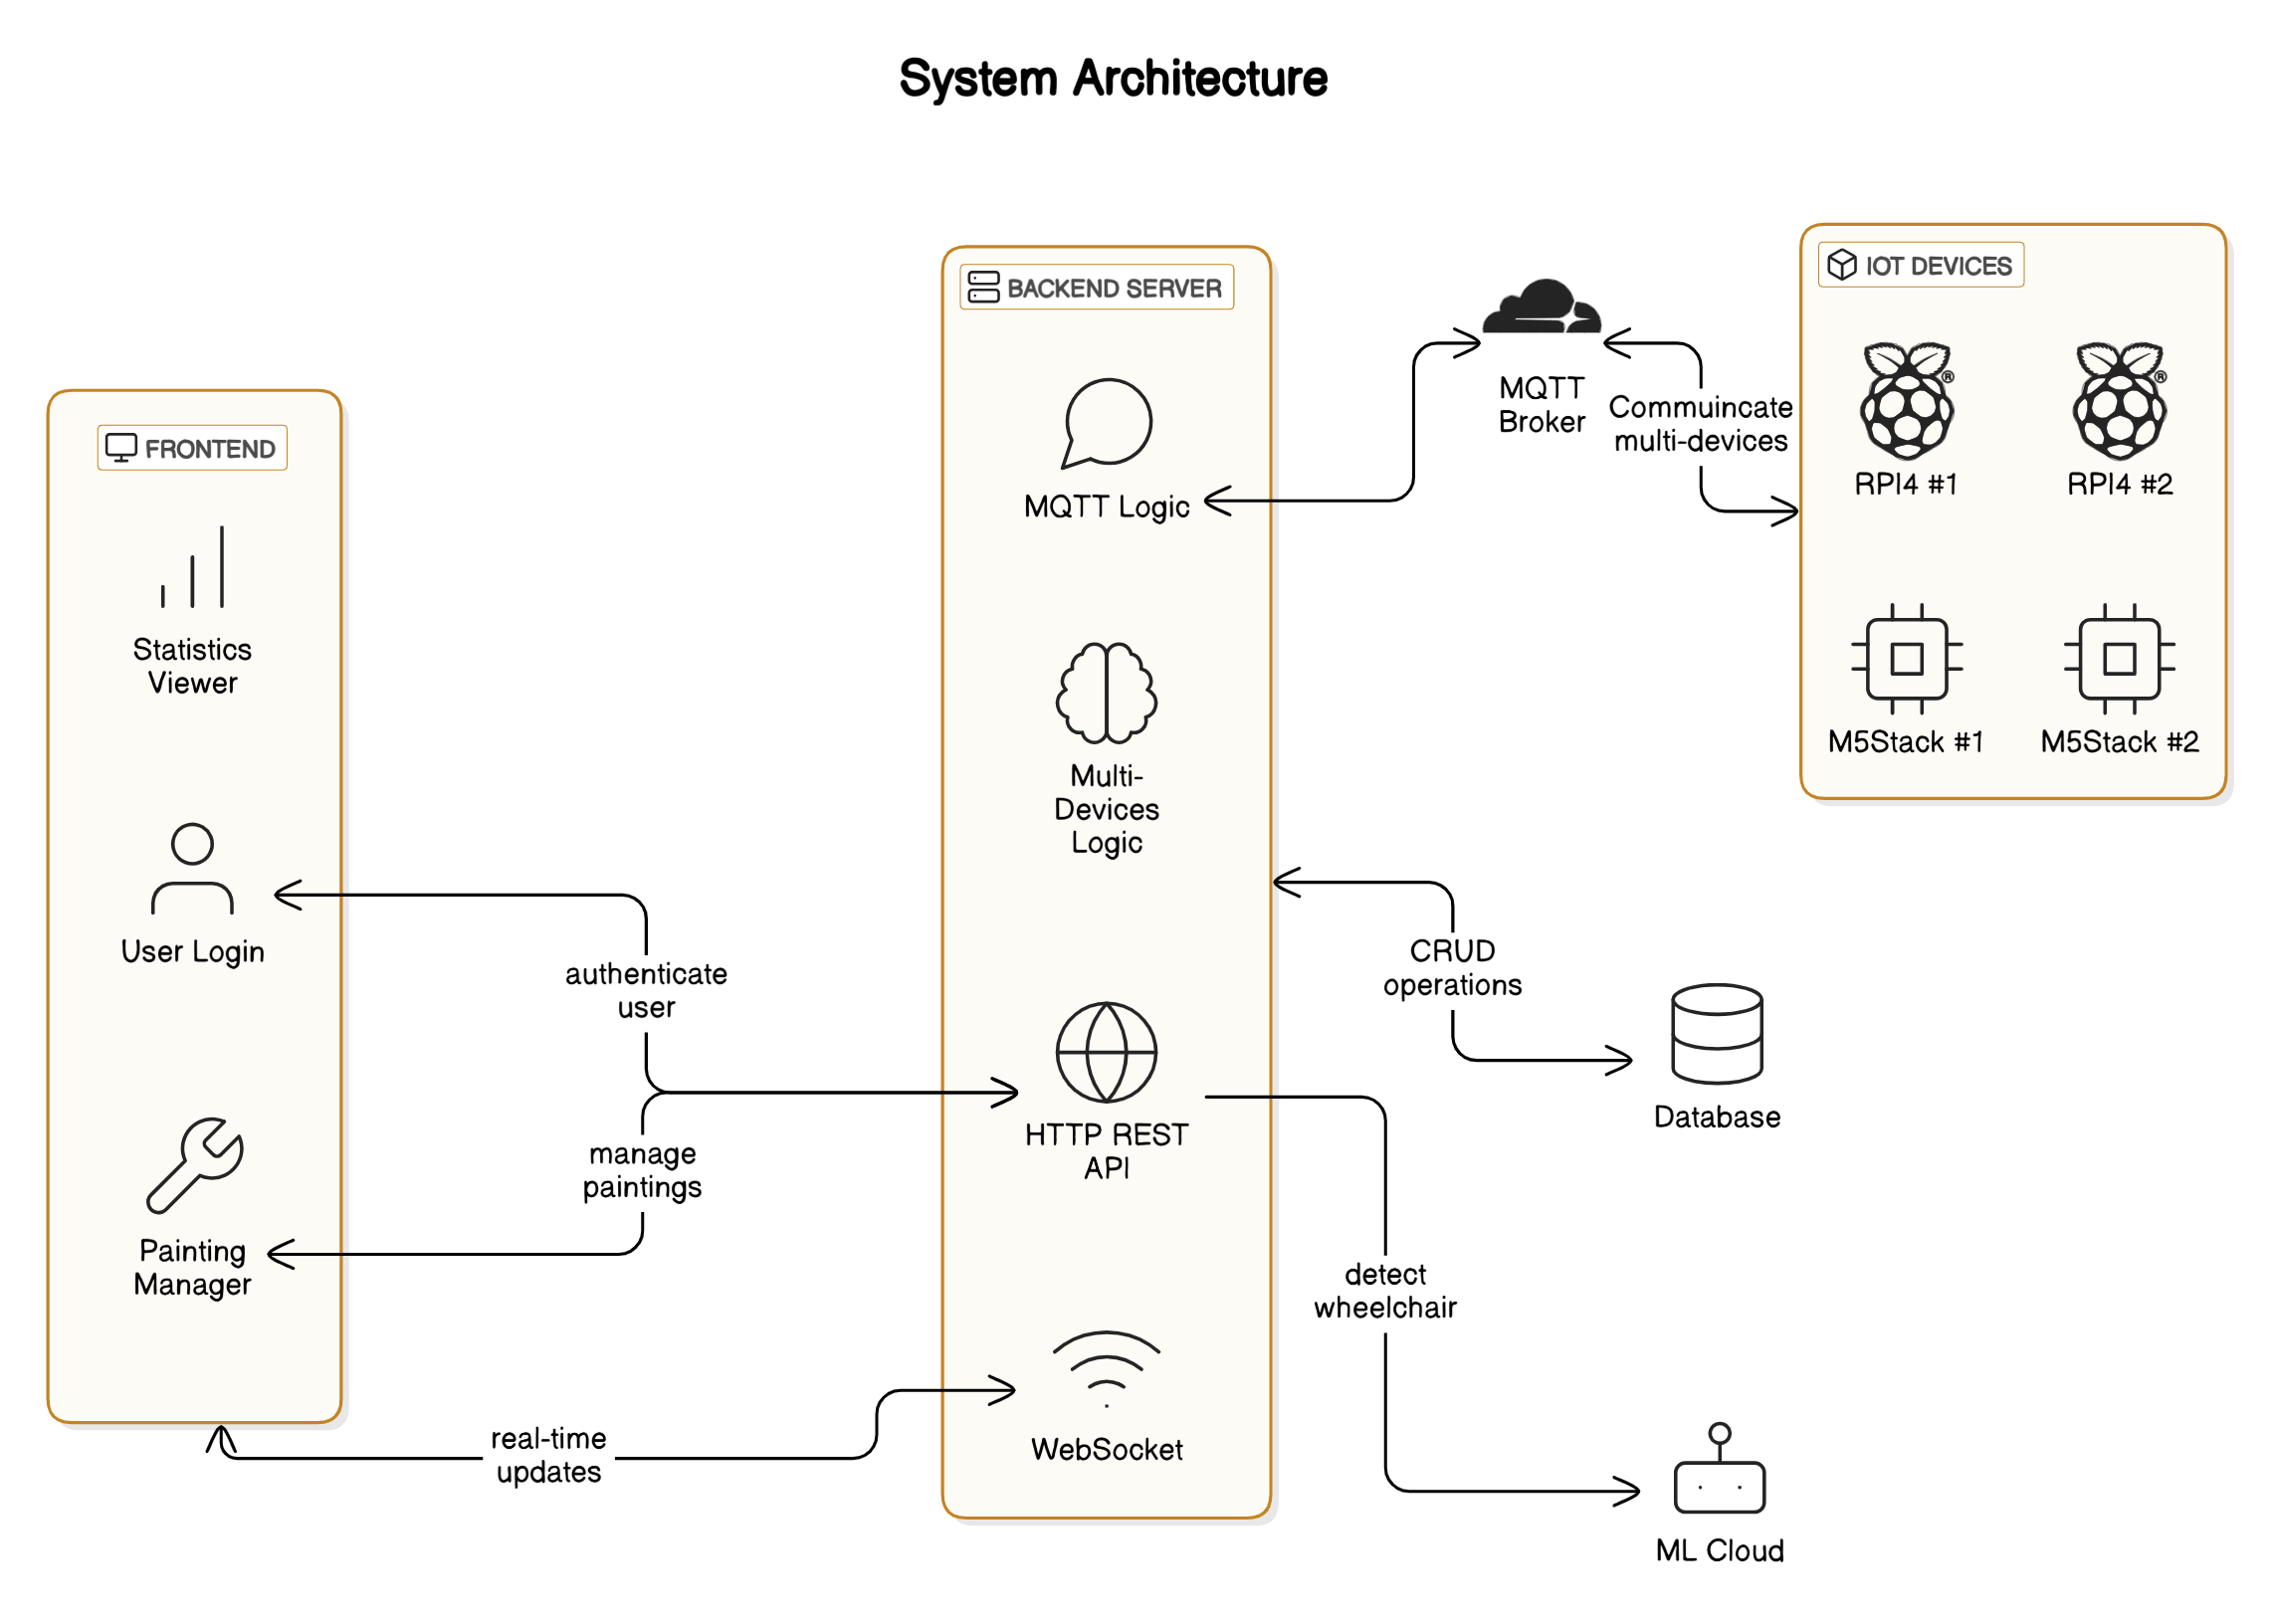 System Architecture
FRONTEND
Statistics
Viewer
User Login
Painting
Manager
authenticate
user
manage
paintings
real-time
updates
BACKEND SERVER
MQTT Logic
Multi-
Devices
Logic
HTTP REST
API
WebSocket
MQTT
Broker
Commuincate
multi-devices
IOT DEVICES
®
RPI4 #1
®
RPI4 #2
M5Stack #1
M5Stack #2
CRUD
operations
Database
detect
wheelchair
ML Cloud